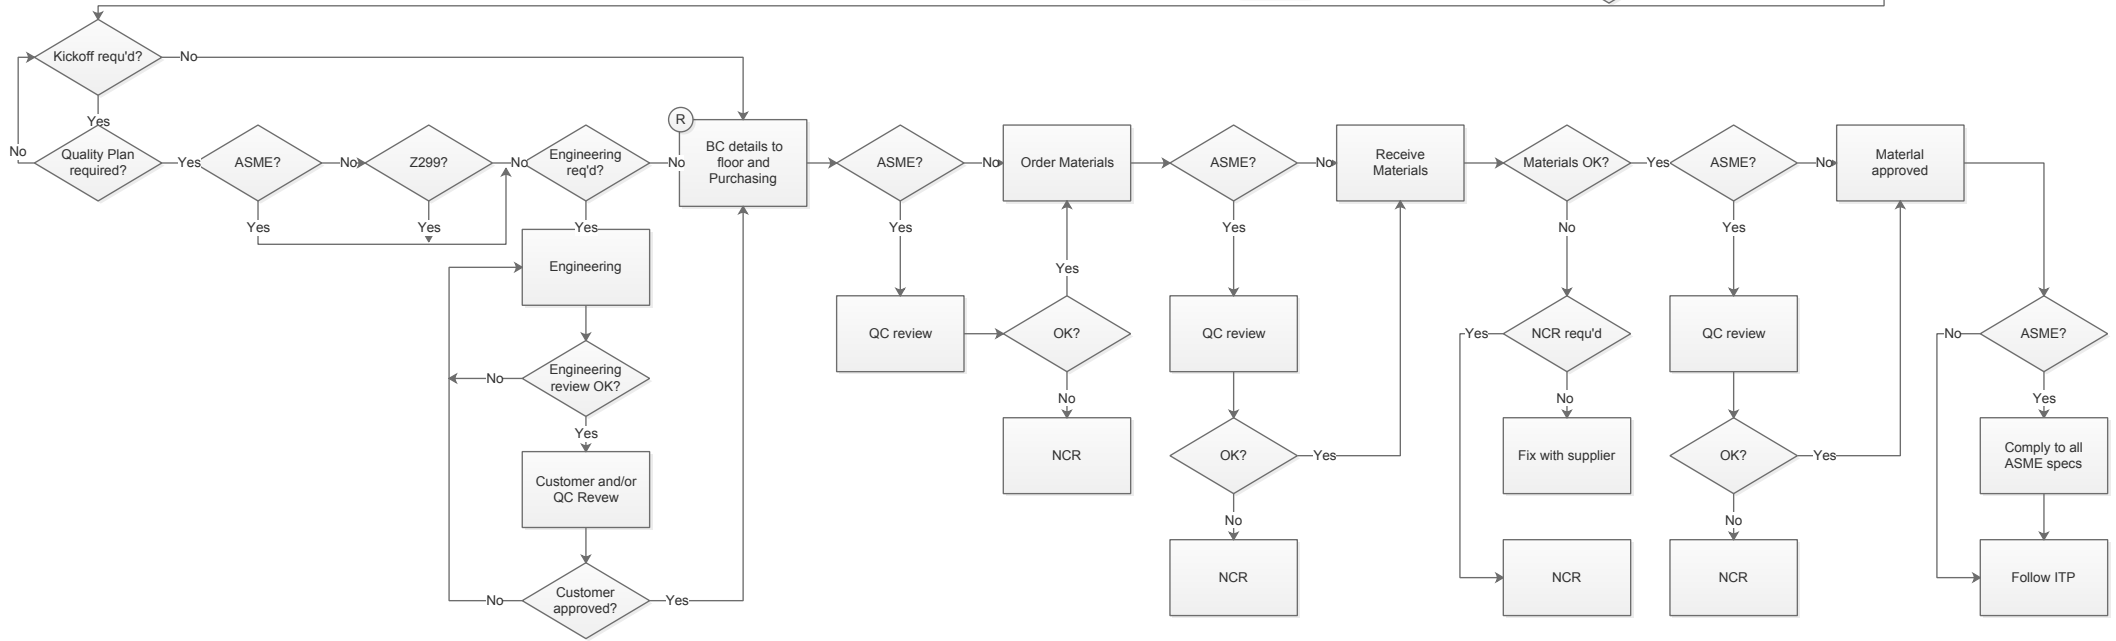 Kickoff requ'd?
No
Yes
No
Quality Plan
required?
Yes
ASME?
No
Yes
Z299?
No
Yes
Engineering
req'd?
No
Yes
Engineering
Engineering
review OK?
No
Yes
Customer and/or
QC Revew
Customer
approved?
No
Yes
R
BC details to
floor and
Purchasing
ASME?
No
Yes
QC review
OK?
Yes
No
NCR
Order Materials
ASME?
No
Yes
QC review
OK?
Yes
No
NCR
Receive
Materials
Materials OK?
Yes
No
NCR requ'd
Yes
No
Fix with supplier
NCR
ASME?
No
Yes
QC review
OK?
Yes
No
NCR
Materlal
approved
ASME?
No
Yes
Comply to all
ASME specs
Follow ITP